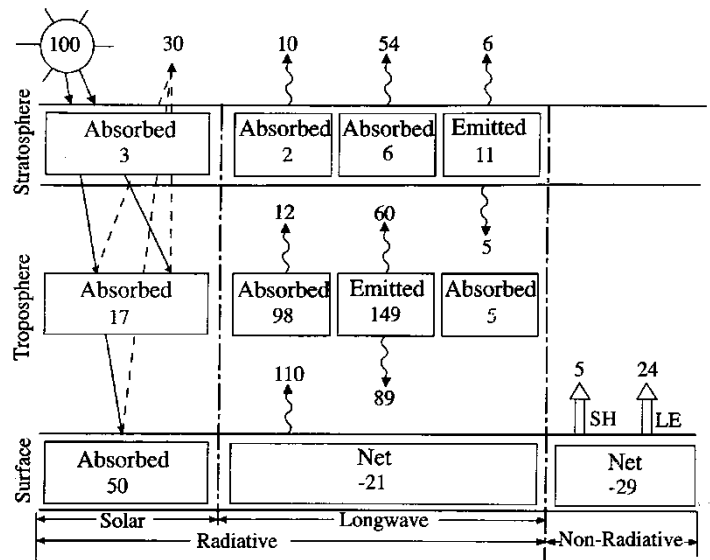 100
30
10
54
6
Stratosphere
Absorbed
3
Absorbed
2
Absorbed
6
Emitted
11
12
60
5
Troposphere
Absorbed
17
Absorbed
98
Emitted
149
Absorbed
5
110
89
5
SH
24
LE
Surface
Absorbed
50
Net
-21
Net
-29
Solar
Longwave
Radiative
Non-Radiative